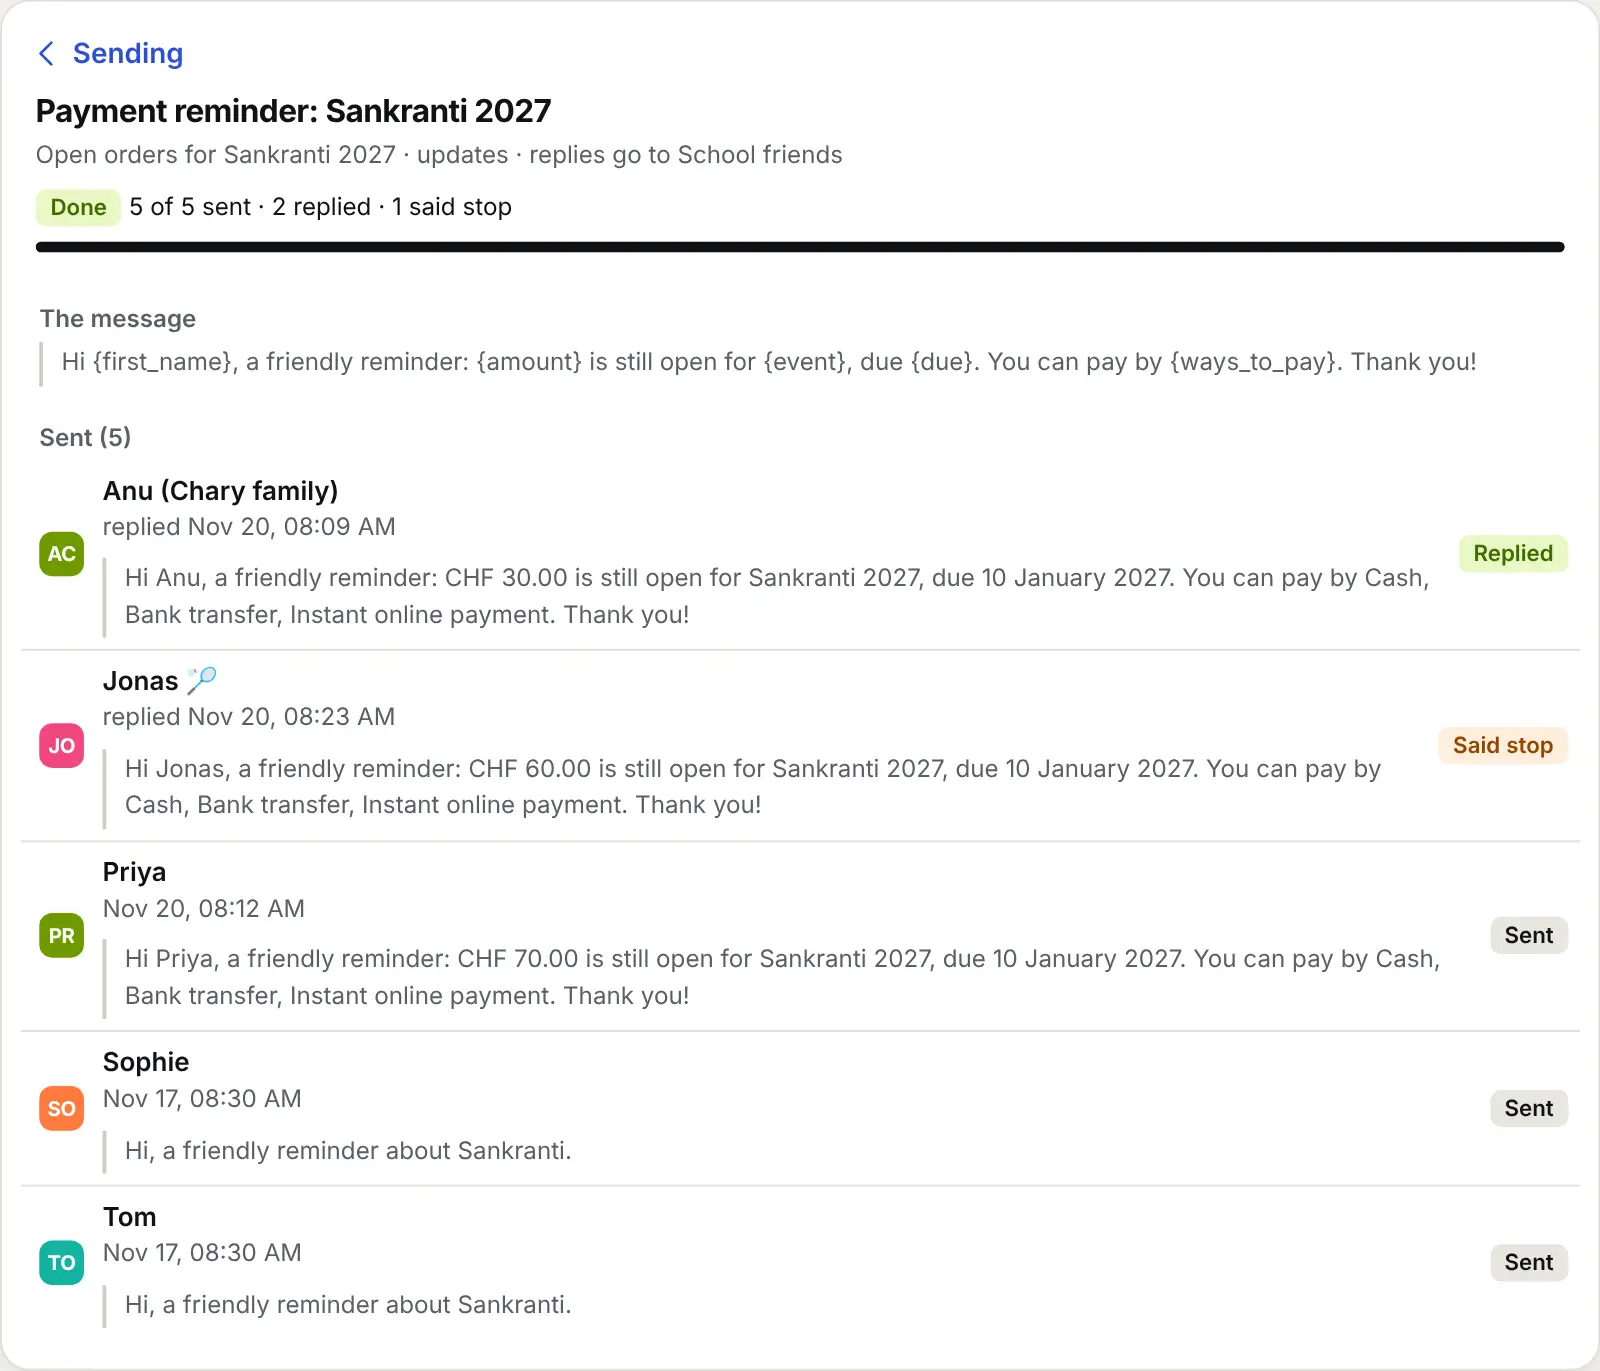 Sending
Payment reminder: Sankranti 2027
Open orders for Sankranti 2027 · updates · replies go to School friends
Done 5 of 5 sent · 2 replied · 1 said stop
The message
Hi {first_name}, a friendly reminder: {amount} is still open for {event}, due {due}. You can pay by {ways_to_pay}. Thank you!
Sent (5)
Anu (Chary family)
replied Nov 20, 08:09 AM
AC
Replied
Hi Anu, a friendly reminder: CHF 30.00 is still open for Sankranti 2027, due 10 January 2027. You can pay by Cash,
Bank transfer, Instant online payment. Thank you!
Jonas 🏸
replied Nov 20, 08:23 AM
JO
Said stop
Hi Jonas, a friendly reminder: CHF 60.00 is still open for Sankranti 2027, due 10 January 2027. You can pay by
Cash, Bank transfer, Instant online payment. Thank you!
Priya
Nov 20, 08:12 AM
PR
Sent
Hi Priya, a friendly reminder: CHF 70.00 is still open for Sankranti 2027, due 10 January 2027. You can pay by Cash,
Bank transfer, Instant online payment. Thank you!
Sophie
Nov 17, 08:30 AM
SO
Sent
Hi, a friendly reminder about Sankranti.
Tom
Nov 17, 08:30 AM
TO
Sent
Hi, a friendly reminder about Sankranti.